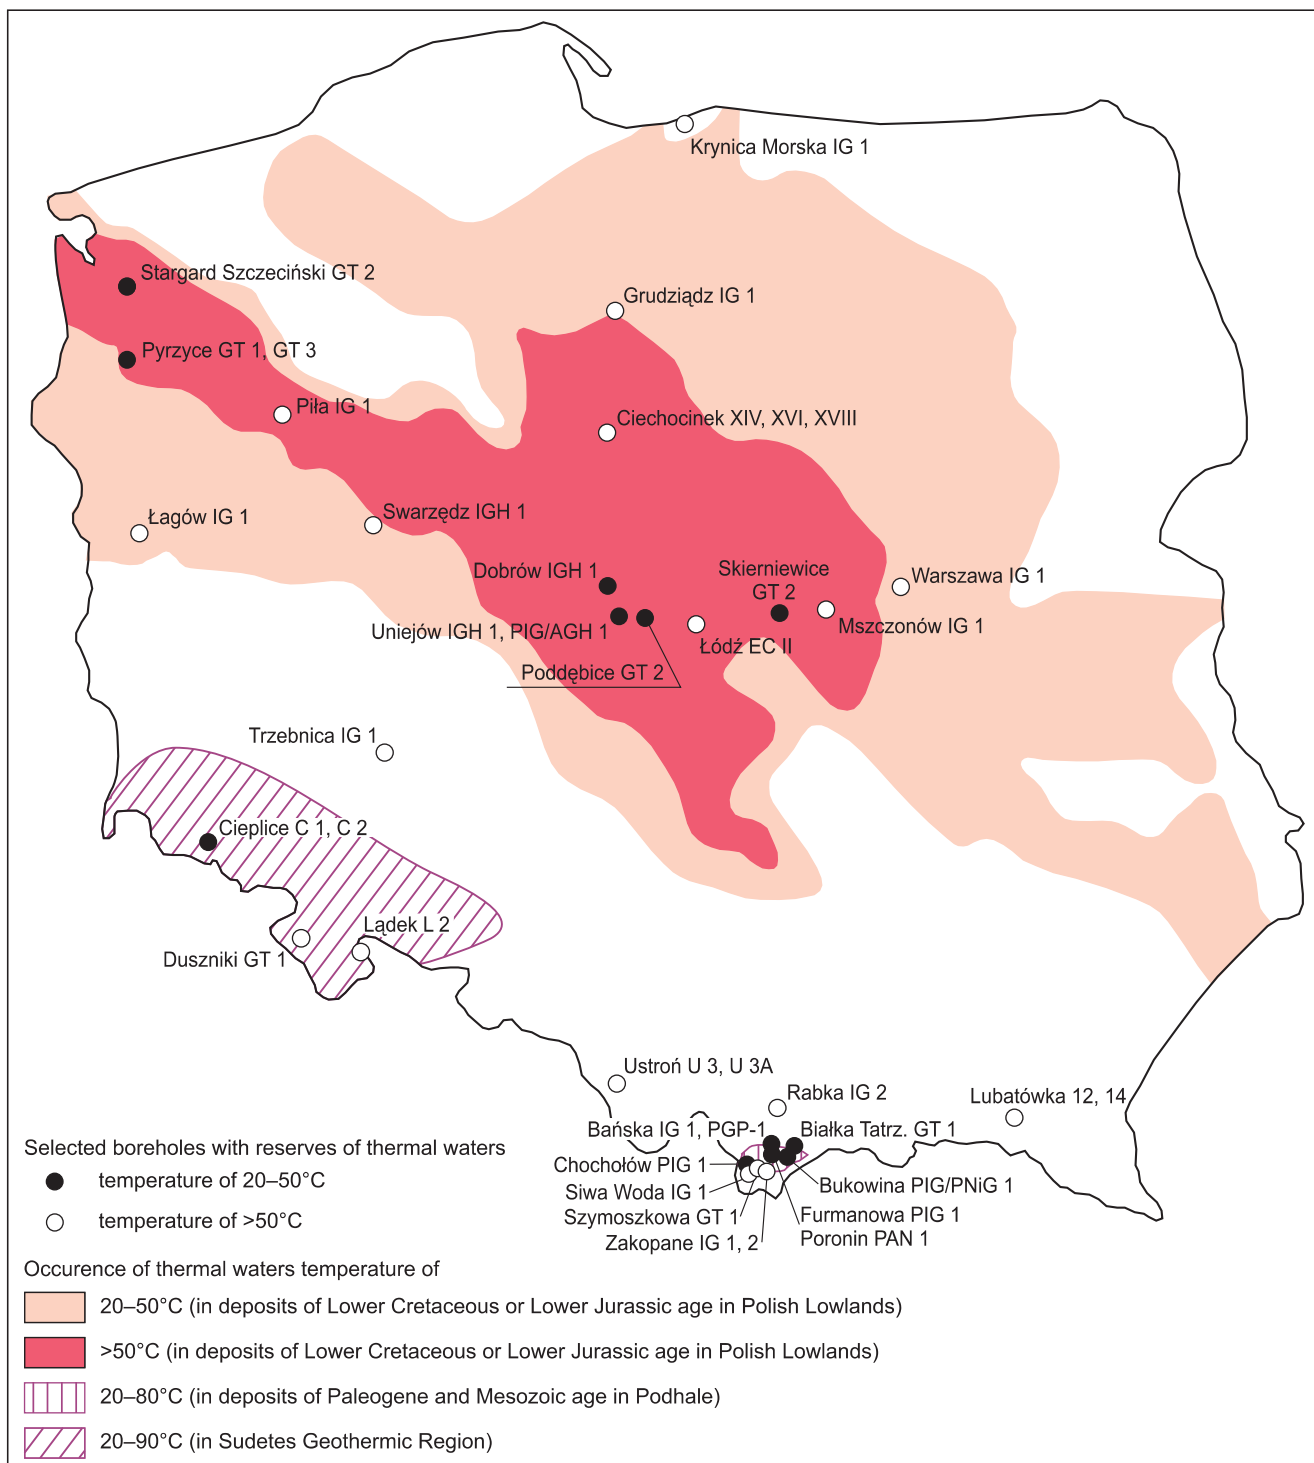 Krynica Morska IG 1
Stargard Szczeciński GT 2
Grudziądz IG 1
Pyrzyce GT 1, GT 3
Piła IG 1
Ciechocinek XIV, XVI, XVIII
Łagów IG 1
Swarzędz IGH 1
Dobrów IGH 1
Skierniewice
GT 2
Warszawa IG 1
Uniejów IGH 1, PIG/AGH 1
Mszczonów IG 1
Łódź EC II
Poddębice GT 2
Trzebnica IG 1
Cieplice C 1, C 2
Lądek L 2
Duszniki GT 1
Ustroń U 3, U 3A
Rabka IG 2
Lubatówka 12, 14
Bańska IG 1, PGP-1
Białka Tatrz. GT 1
Chochołów PIG 1
Siwa Woda IG 1
Bukowina PIG/PNiG 1
Szymoszkowa GT 1
Furmanowa PIG 1
Zakopane IG 1, 2
Poronin PAN 1
Selected boreholes with reserves of thermal waters
temperature of 20–50°C
temperature of >50°C
Occurence of thermal waters temperature of
20–50°C (in deposits of Lower Cretaceous or Lower Jurassic age in Polish Lowlands)
>50°C (in deposits of Lower Cretaceous or Lower Jurassic age in Polish Lowlands)
20–80°C (in deposits of Paleogene and Mesozoic age in Podhale)
20–90°C (in Sudetes Geothermic Region)